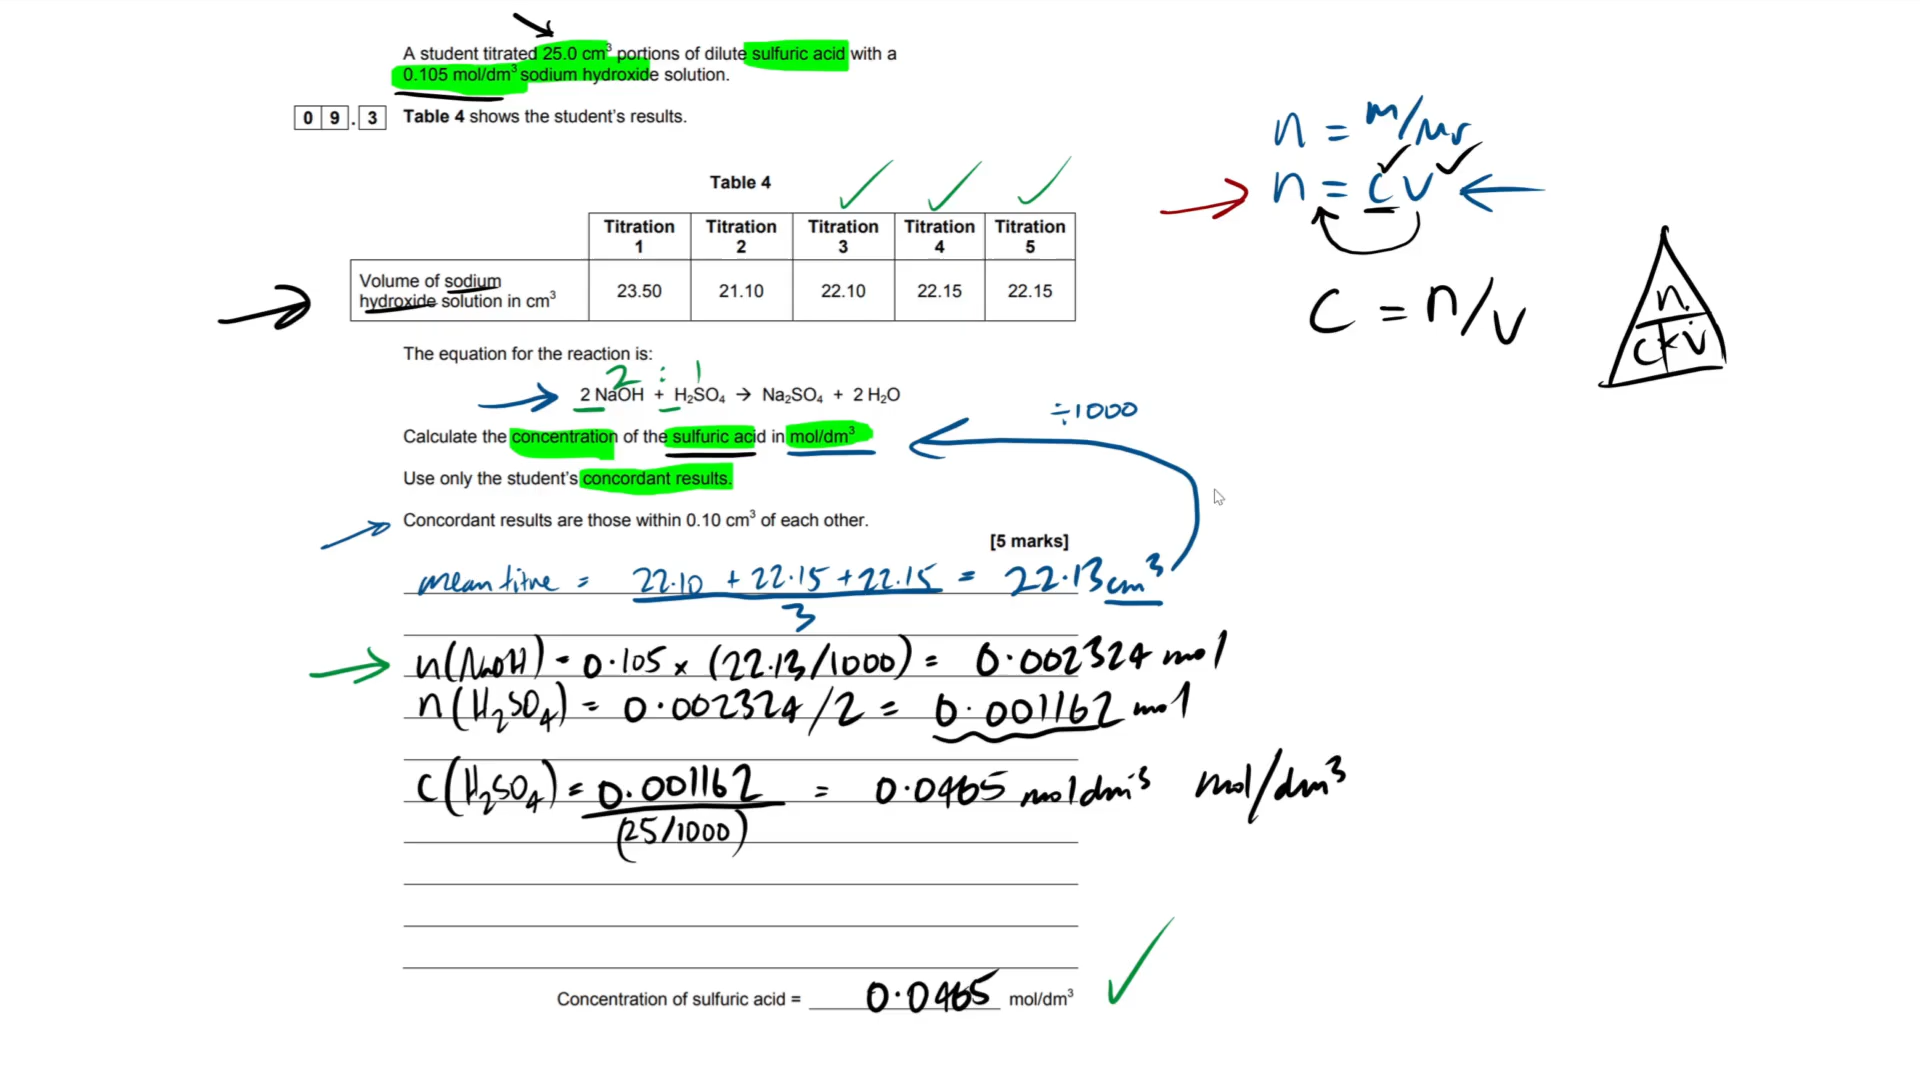 A student titrated 25.0 cm³ portions of dilute sulfuric acid with a
0.105 mol/dm³ sodium hydroxide solution.
0 9 . 3 Table 4 shows the student's results.
n = m/Mr
n = cv
c = n/v
n
c × v
Table 4
Titration 1 Titration 2 Titration 3 Titration 4 Titration 5
Volume of sodium hydroxide solution in cm³ 23.50 21.10 22.10 22.15 22.15
The equation for the reaction is:
2 : 1
2 NaOH + H₂SO₄ → Na₂SO₄ + 2 H₂O
÷1000
Calculate the concentration of the sulfuric acid in mol/dm³
Use only the student's concordant results.
Concordant results are those within 0.10 cm³ of each other.
[5 marks]
mean titre = 22.10 + 22.15 + 22.15 = 22.13 cm³
3
n(NaOH) = 0.105 × (22.13/1000) = 0.002324 mol
n(H₂SO₄) = 0.002324/2 = 0.001162 mol
c(H₂SO₄) = 0.001162 = 0.0465 moldm⁻³ mol/dm³
(25/1000)
Concentration of sulfuric acid = 0.0465 mol/dm³